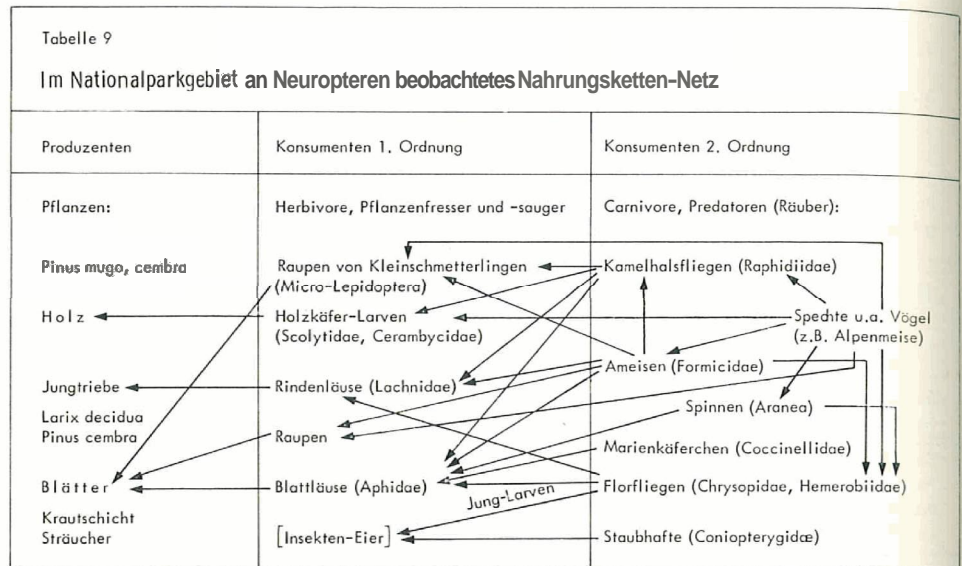 Tabelle 9
Im Nationalparkgebiet an Neuropteren beobachtetes Nahrungsketten-Netz
Produzenten
Konsumenten 1. Ordnung
Konsumenten 2. Ordnung
Pflanzen:
Herbivore, Pflanzenfresser und -sauger
Carnivore, Predatoren (Räuber):
Pinus mugo, cembra
Raupen von Kleinschmetterlingen
(Micro-Lepidoptera)
Kamelhalsfliegen (Raphidiidae)
Holz
Holzkäfer-Larven
(Scolytidae, Cerambycidae)
Spechte u.a. Vögel
(z.B. Alpenmeise)
Ameisen (Formicidae)
Jungtriebe
Rindenläuse (Lachnidae)
Spinnen (Aranea)
Larix decidua
Pinus cembra
Raupen
Marienkäferchen (Coccinellidae)
Blätter
Blattläuse (Aphidae)
Jung-Larven
Florfliegen (Chrysopidae, Hemerobiidae)
Krautschicht
Sträucher
[Insekten-Eier]
Staubhafte (Coniopterygidæ)